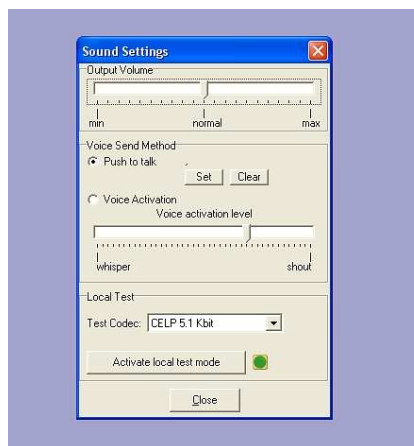 Sound Settings
Output Volume
min normal max
Voice Send Method
Push to talk .
Set Clear
Voice Activation
Voice activation level
whisper shout
Local Test
Test Codec: CELP 5.1 Kbit
Activate local test mode
Close